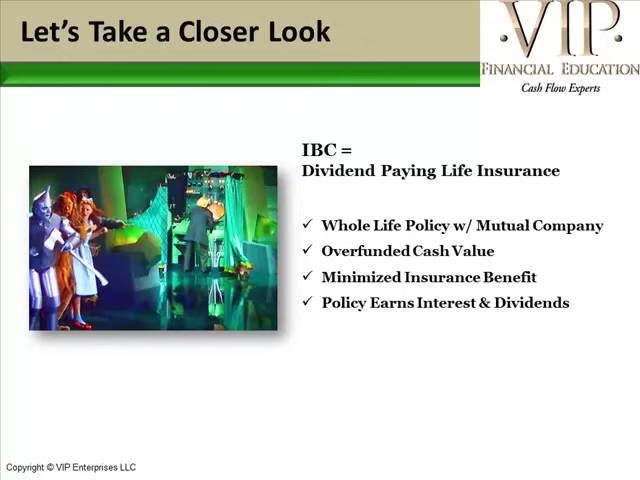 Let's Take a Closer Look
·VIP·
FINANCIAL EDUCATION
Cash Flow Experts
IBC =
Dividend Paying Life Insurance
✓ Whole Life Policy w/ Mutual Company
✓ Overfunded Cash Value
✓ Minimized Insurance Benefit
✓ Policy Earns Interest & Dividends
Copyright © VIP Enterprises LLC